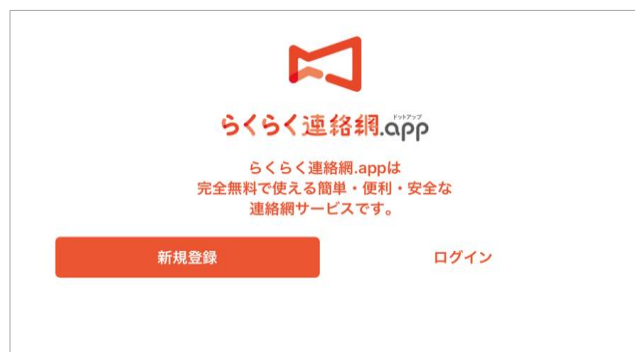 ドットアップ
らくらく連絡網.app
らくらく連絡網.appは
完全無料で使える簡単・便利・安全な
連絡網サービスです。
新規登録
ログイン